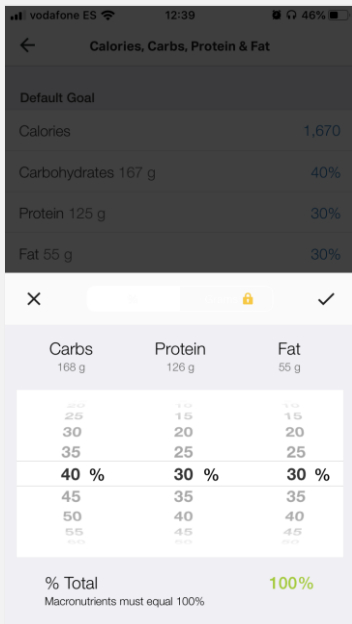 vodafone ES 12:39 46%
Calories, Carbs, Protein & Fat
Default Goal
Calories 1,670
Carbohydrates 167 g 40%
Protein 125 g 30%
Fat 55 g 30%
Carbs Protein Fat
168 g 126 g 55 g
25 15 15
30 20 20
35 25 25
40 % 30 % 30 %
45 35 35
50 40 40
55 45 45
% Total 100%
Macronutrients must equal 100%